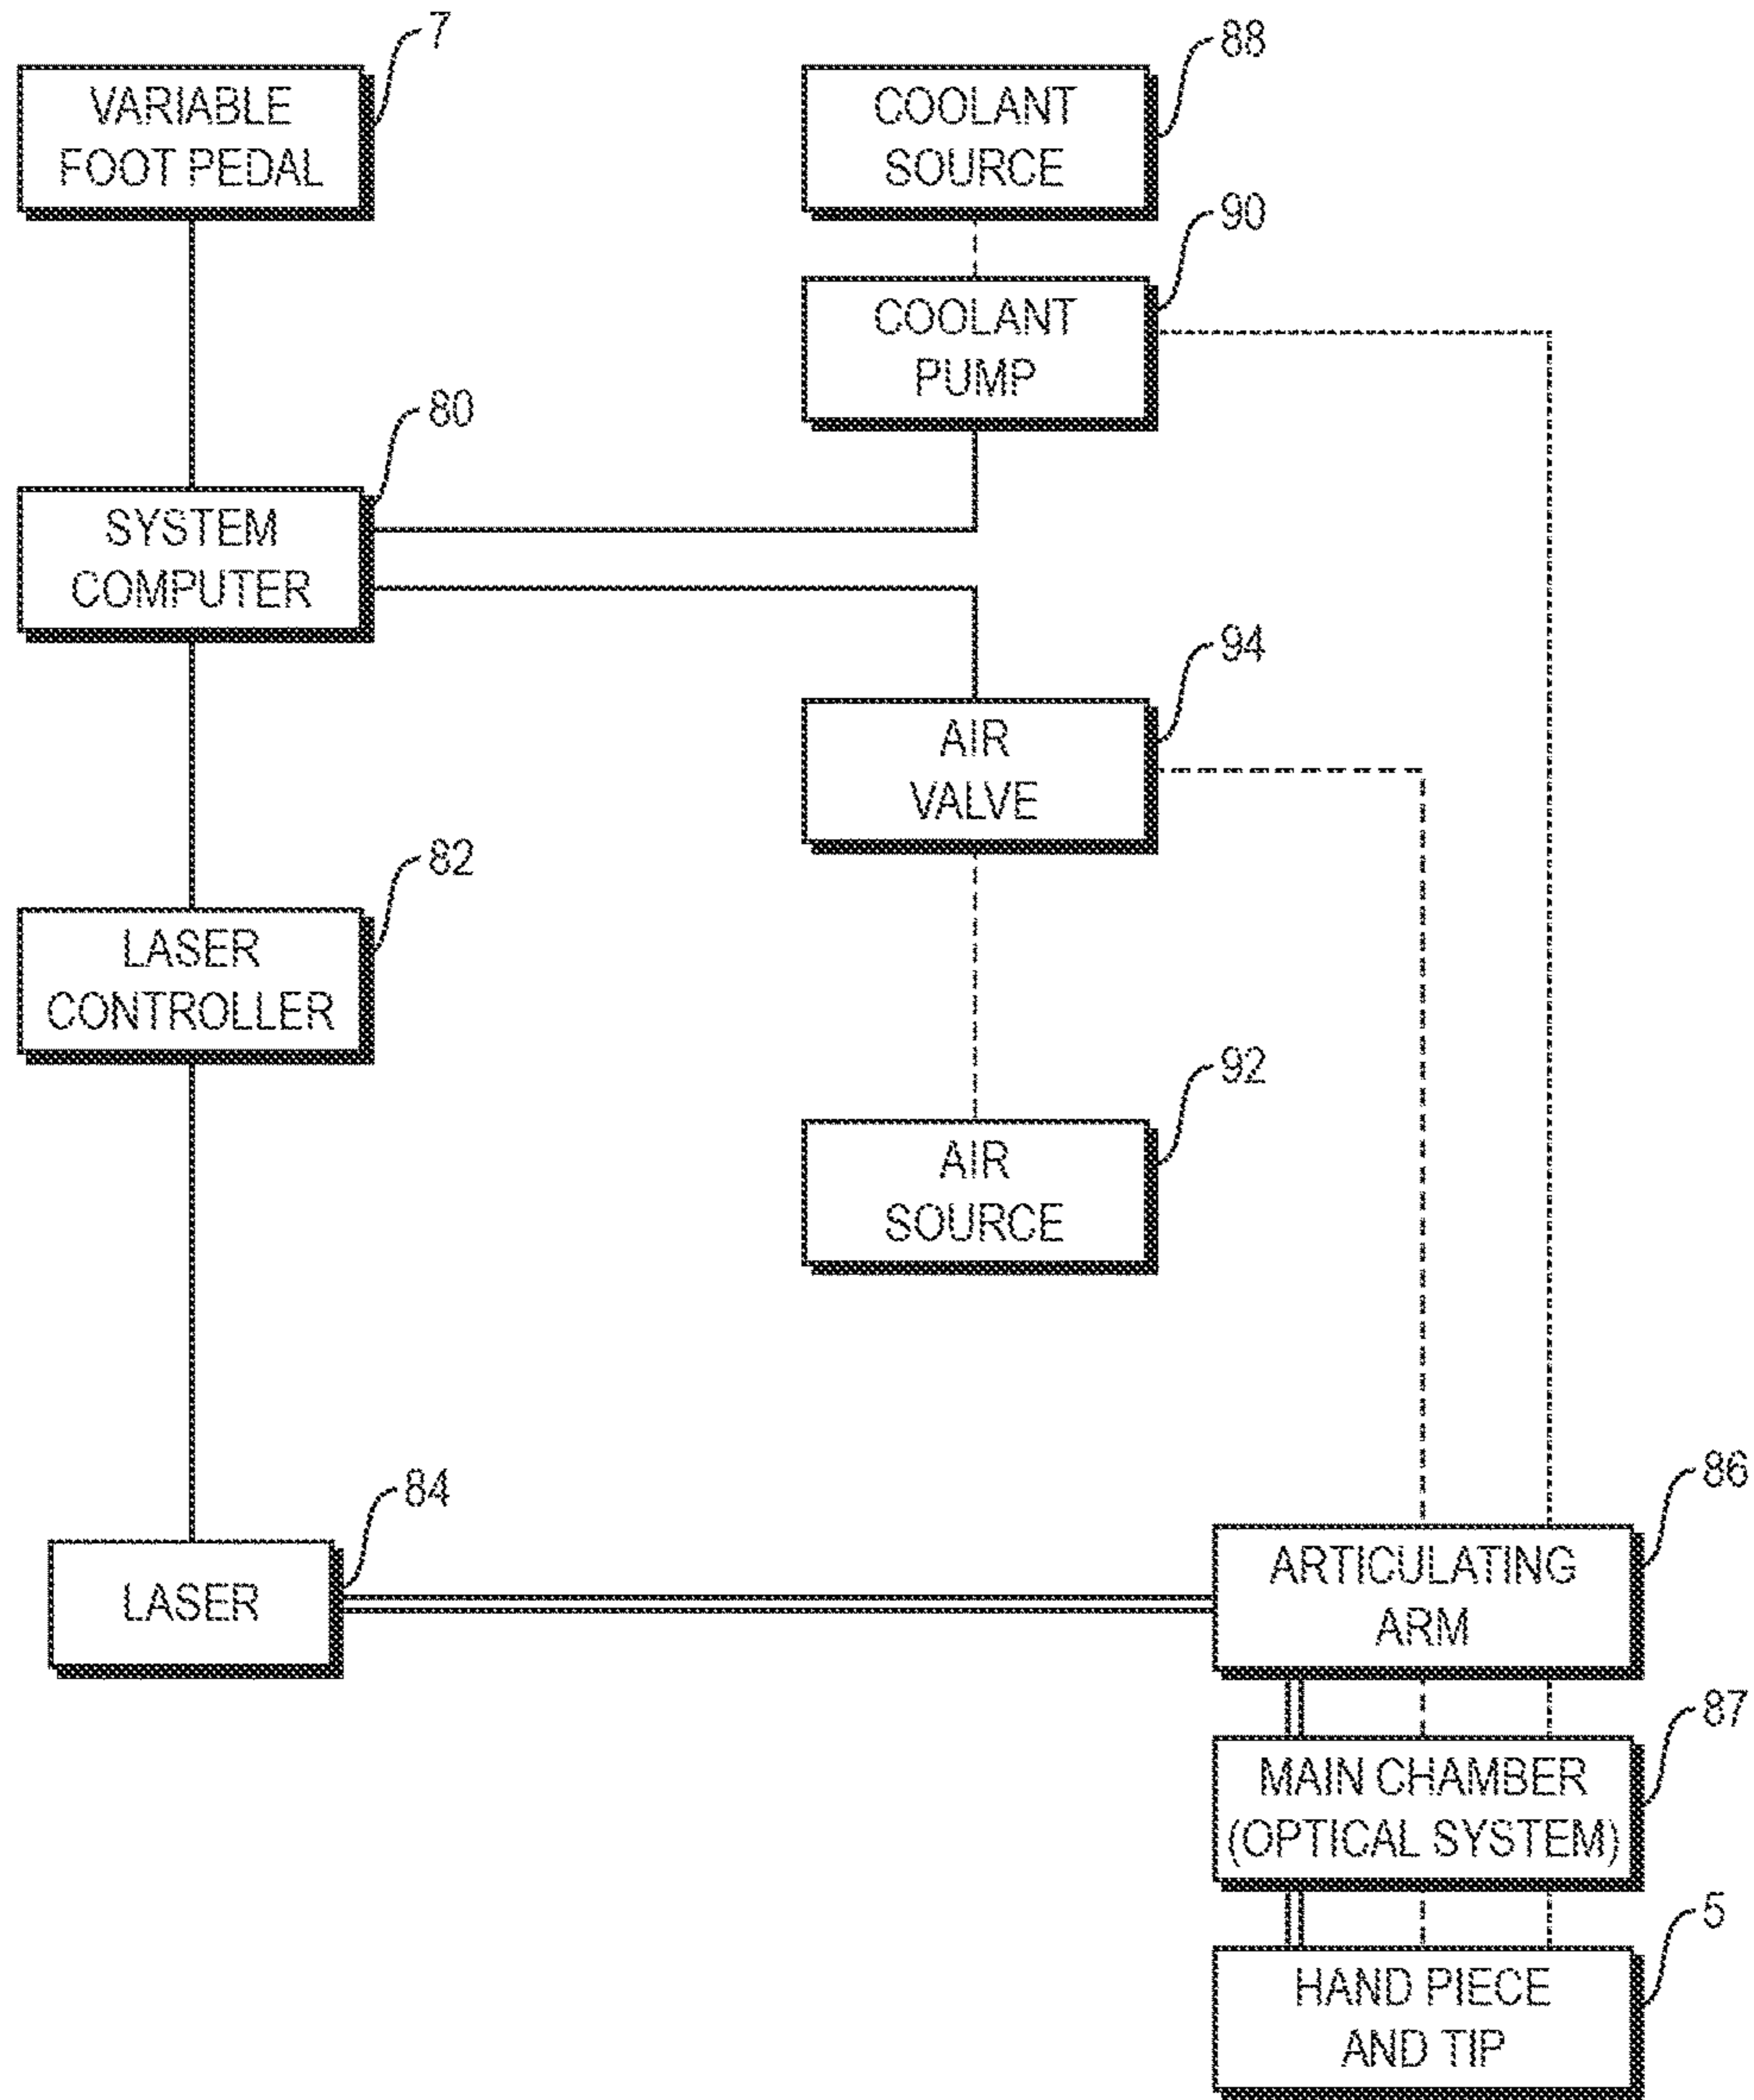 7
VARIABLE
FOOT PEDAL
88
COOLANT
SOURCE
90
COOLANT
PUMP
80
SYSTEM
COMPUTER
94
AIR
VALVE
82
LASER
CONTROLLER
92
AIR
SOURCE
84
LASER
86
ARTICULATING
ARM
87
MAIN CHAMBER
(OPTICAL SYSTEM)
5
HAND PIECE
AND TIP